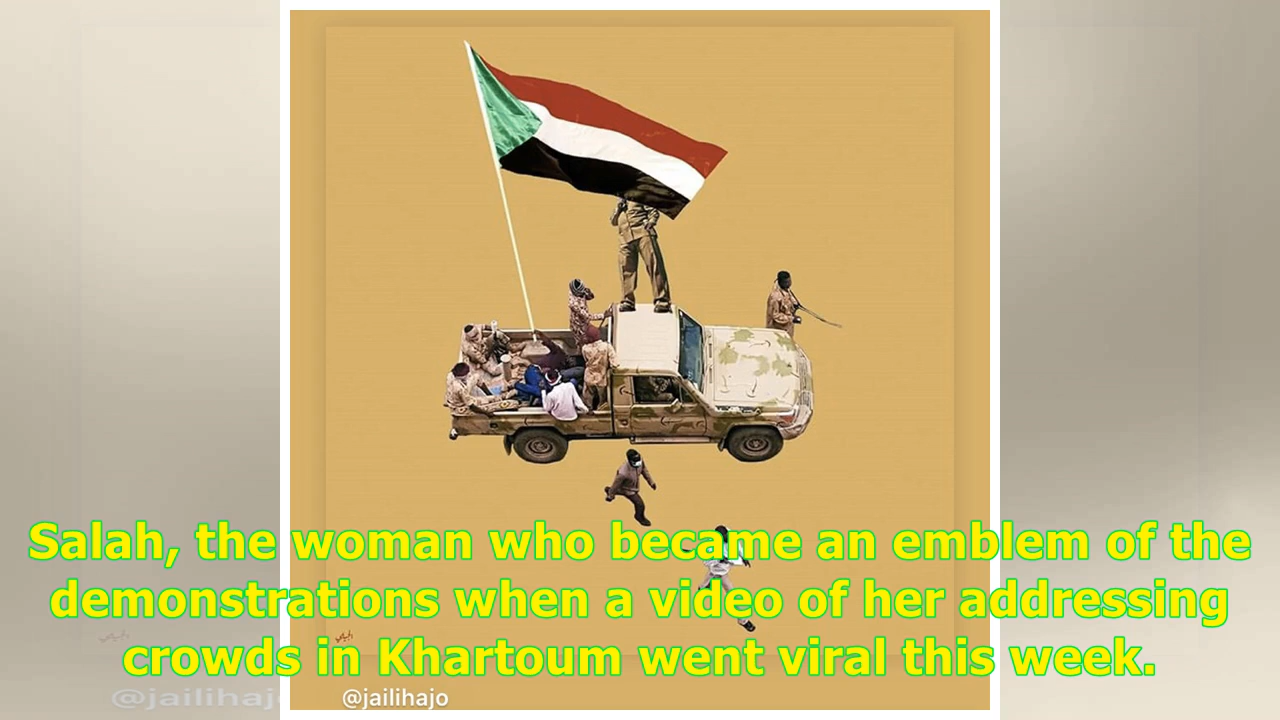 Salah, the woman who became an emblem of the
demonstrations when a video of her addressing
crowds in Khartoum went viral this week.
@jailihajo